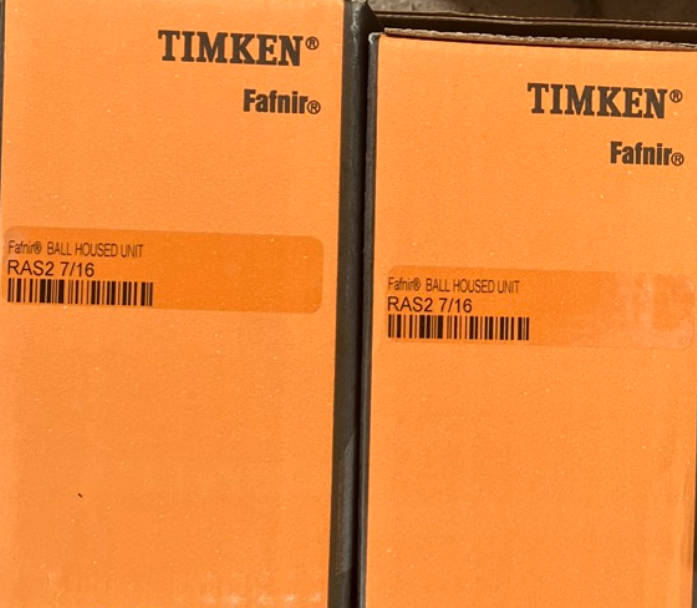 TIMKEN®
Fafnir®
Fafnir® BALL HOUSED UNIT
RAS2 7/16
TIMKEN®
Fafnir®
Fafnir® BALL HOUSED UNIT
RAS2 7/16